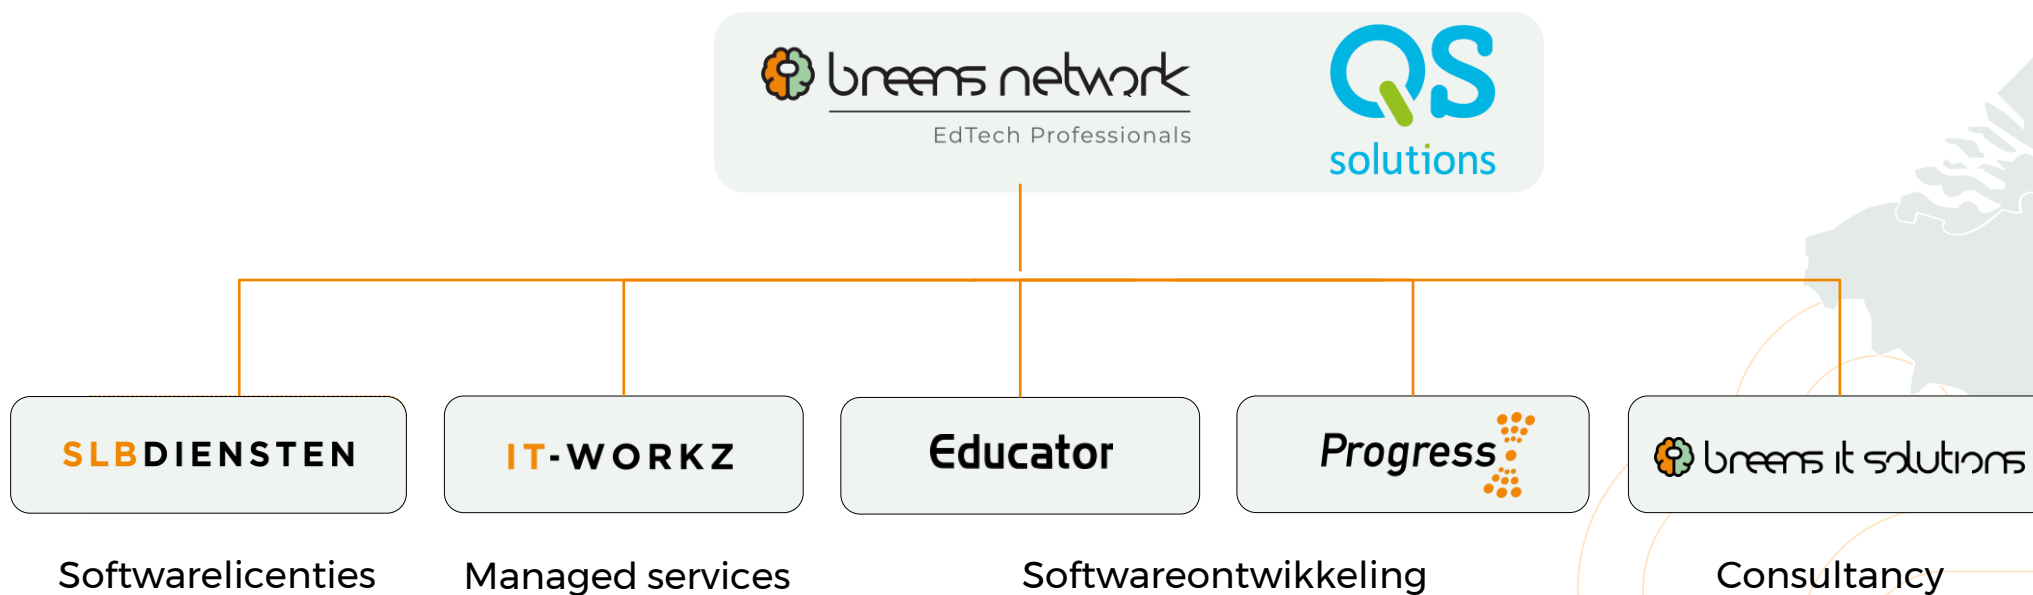 breens network
EdTech Professionals
QS
solutions
SLBDIENSTEN
IT-WORKZ
Educator
Progress
breens it solutions
Softwarelicenties
Managed services
Softwareontwikkeling
Consultancy